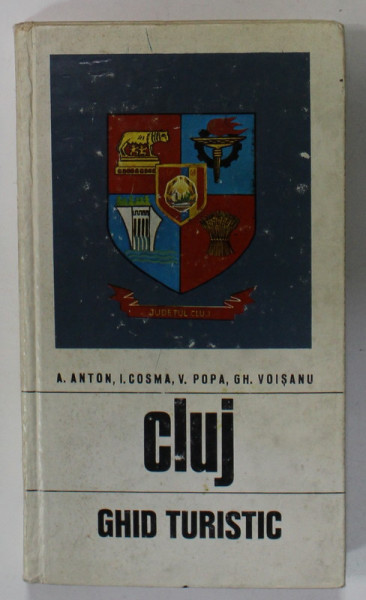 JUDEȚUL CLUJ
A. ANTON, I. COSMA, V. POPA, GH. VOIȘANU
cluj
GHID TURISTIC